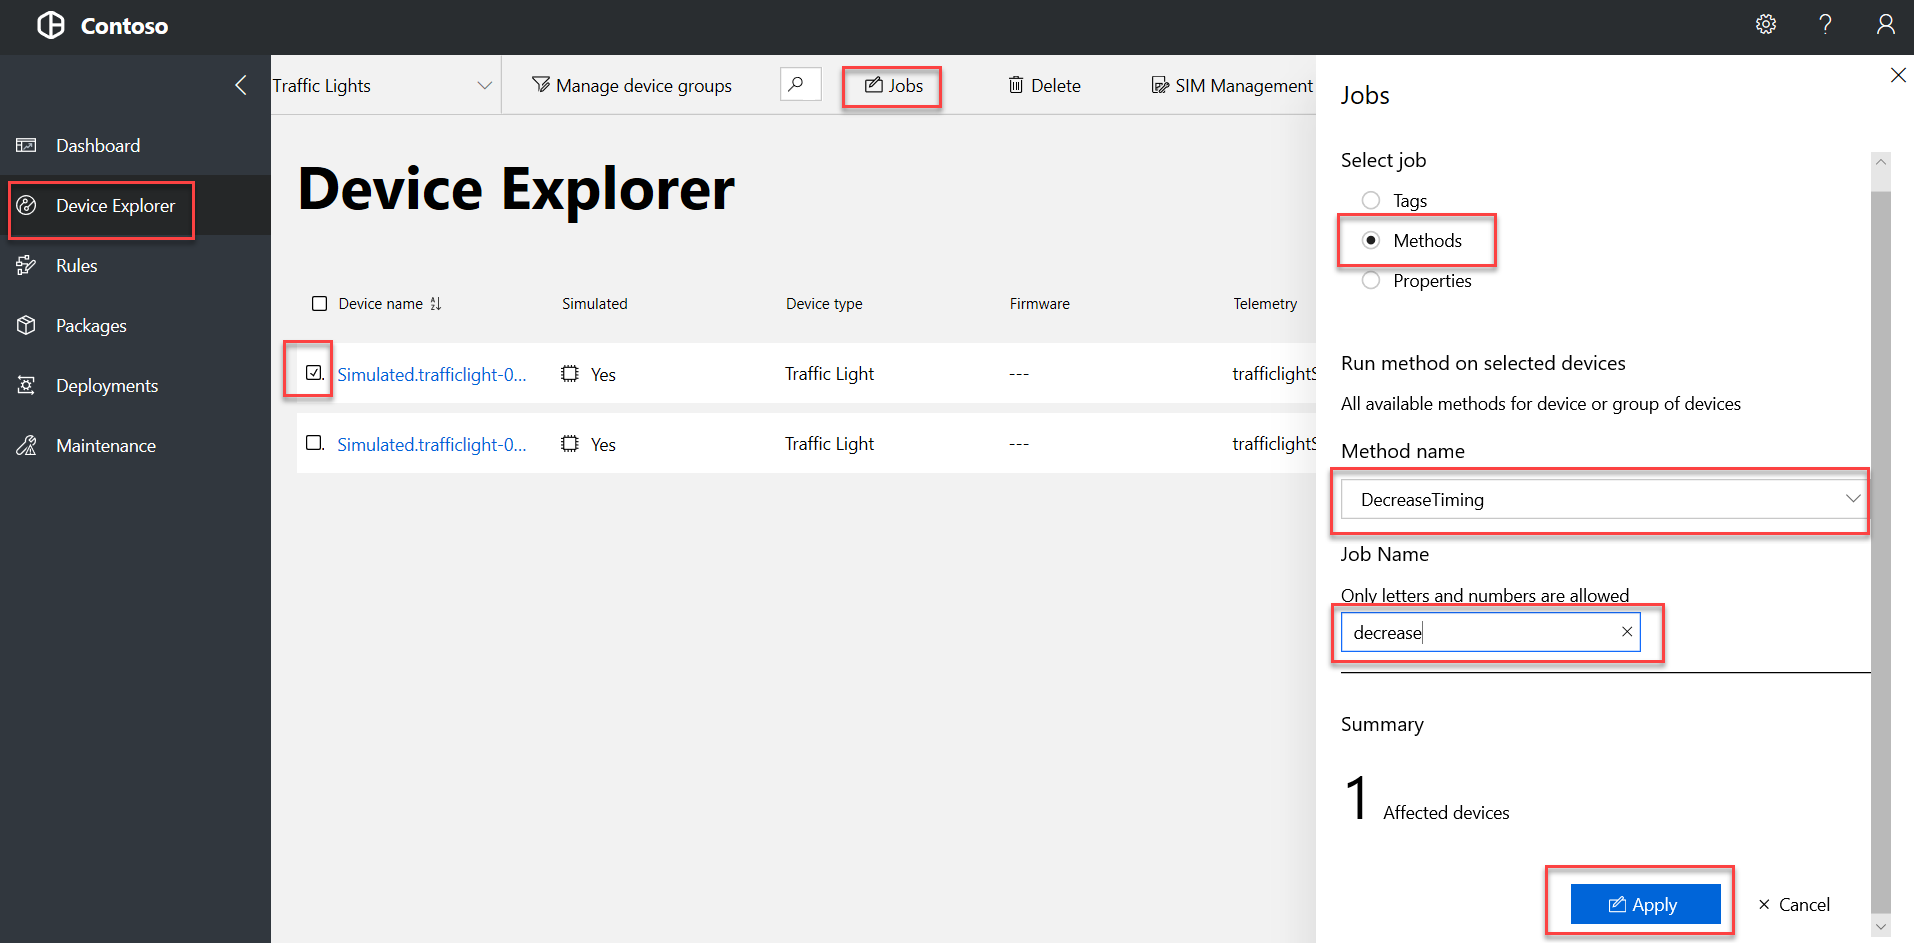 Contoso
Traffic Lights
Manage device groups
Jobs
Delete
SIM Management
Dashboard
Device Explorer
Rules
Packages
Deployments
Maintenance
Device Explorer
Device name Simulated Device type Firmware Telemetry
Simulated.trafficlight-0... Yes Traffic Light --- trafficlightS
Simulated.trafficlight-0... Yes Traffic Light --- trafficlightS
Jobs
Select job
Tags
Methods
Properties
Run method on selected devices
All available methods for device or group of devices
Method name
DecreaseTiming
Job Name
Only letters and numbers are allowed
decrease
Summary
1 Affected devices
Apply
Cancel